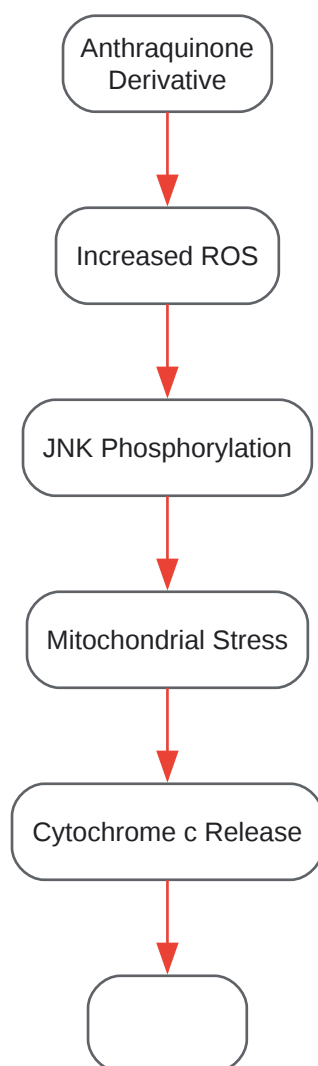 Anthraquinone
Derivative
Increased ROS
JNK Phosphorylation
Mitochondrial Stress
Cytochrome c Release